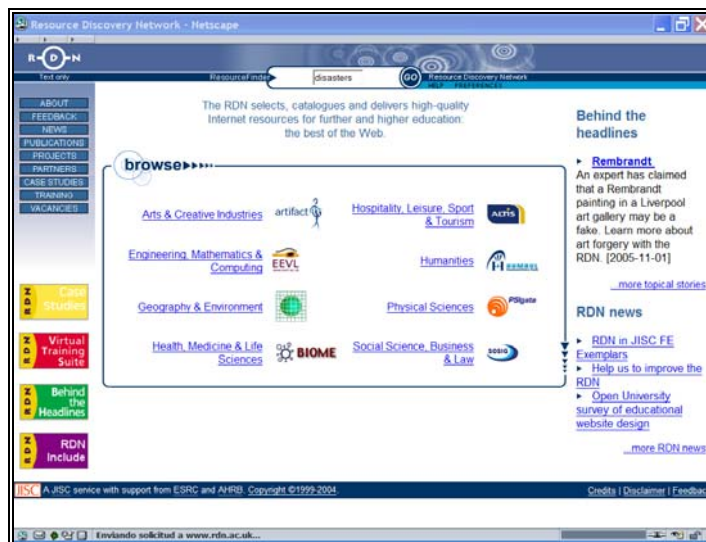 Resource Discovery Network - Netscape
R-D-N
Text only
ResourceFinder
disasters
GO
Resource Discovery Network
HELP PREFERENCES
ABOUT
FEEDBACK
NEWS
PUBLICATIONS
PROJECTS
PARTNERS
CASE STUDIES
TRAINING
VACANCIES
RDN Case Studies
RDN Virtual Training Suite
RDN Behind the Headlines
RDN RDN Include
The RDN selects, catalogues and delivers high-quality
Internet resources for further and higher education:
the best of the Web.
browse
Arts & Creative Industries
artifact
Hospitality, Leisure, Sport
& Tourism
ALTIS
Engineering, Mathematics &
Computing
EEVL
Humanities
HUMBUL
Geography & Environment
Physical Sciences
PSIgate
Health, Medicine & Life
Sciences
BIOME
Social Science, Business
& Law
SOSIG
Behind the
headlines
Rembrandt
An expert has claimed
that a Rembrandt
painting in a Liverpool
art gallery may be a
fake. Learn more about
art forgery with the
RDN. [2005-11-01]
...more topical stories
RDN news
RDN in JISC FE
Exemplars
Help us to improve the
RDN
Open University
survey of educational
website design
...more RDN news
JISC A JISC service with support from ESRC and AHRB. Copyright ©1999-2004.
Credits | Disclaimer | Feedbac
Enviando solicitud a www.rdn.ac.uk...